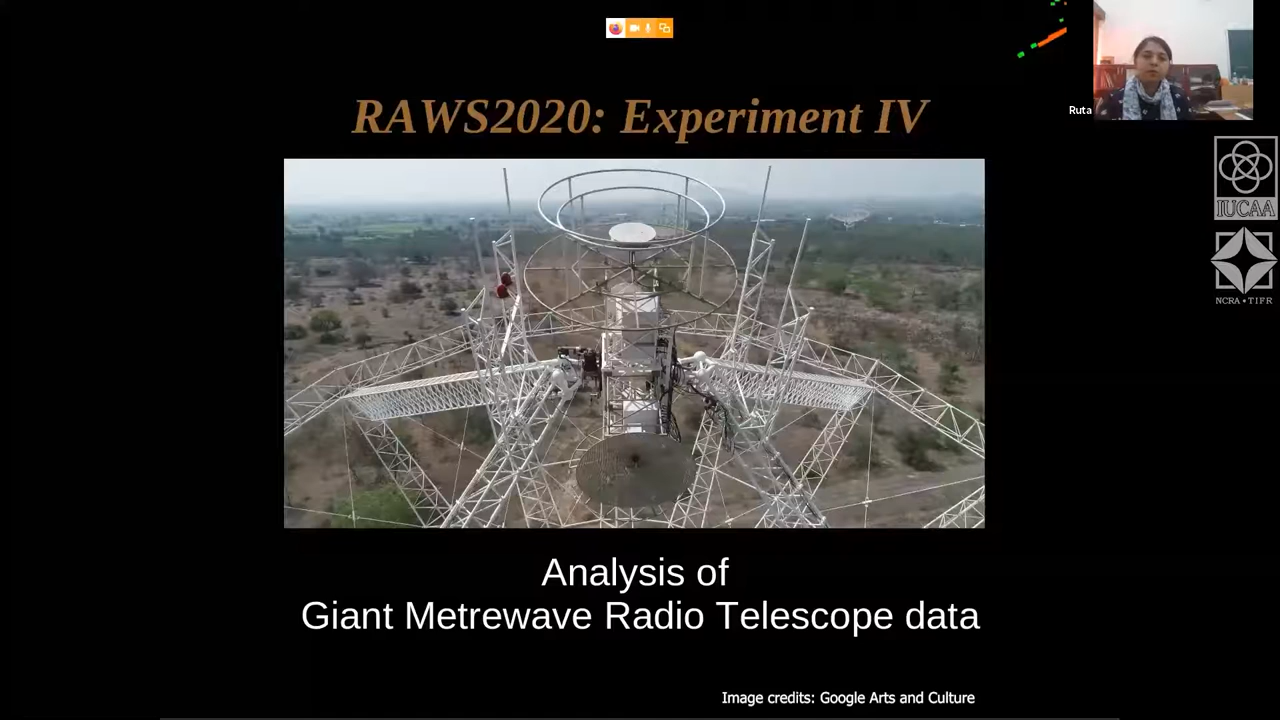 RAWS2020: Experiment IV
Ruta
IUCAA
NCRA • TIFR
Analysis of
Giant Metrewave Radio Telescope data
Image credits: Google Arts and Culture